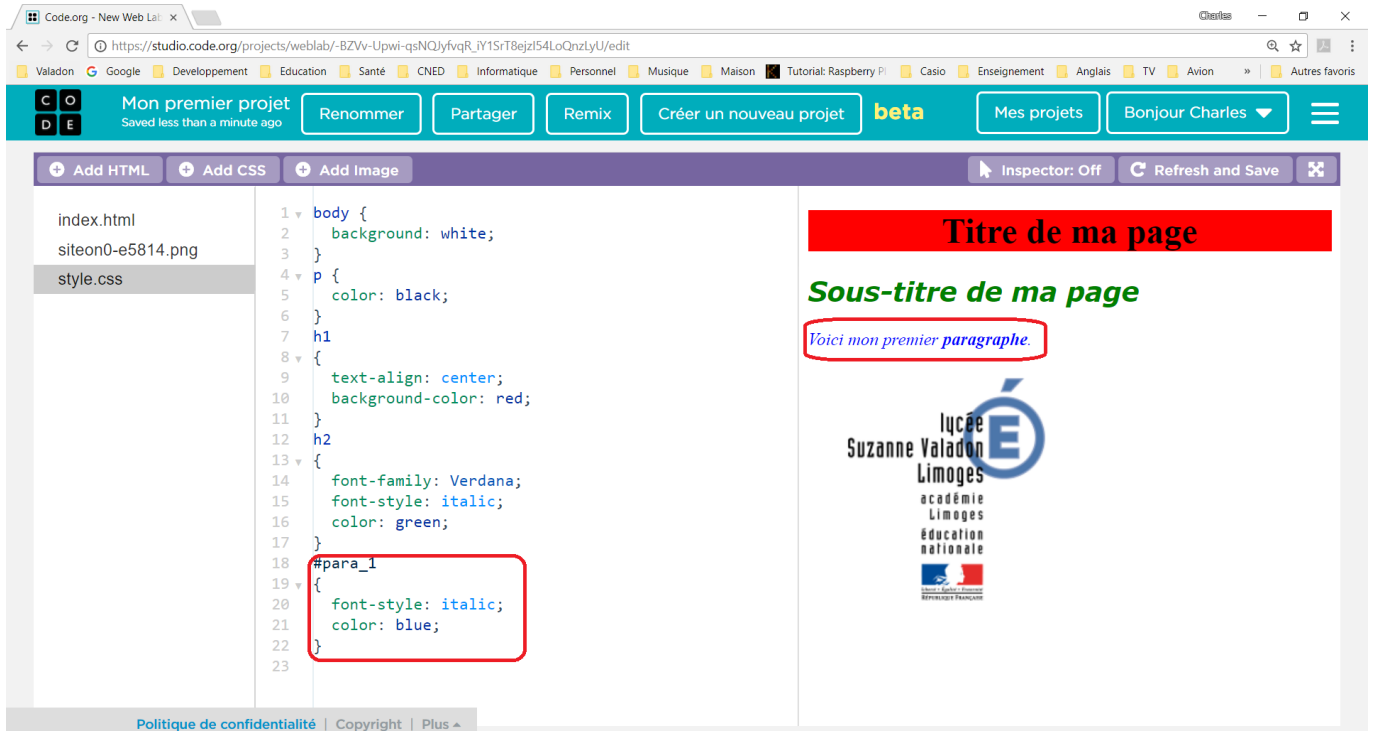 Code.org - New Web Lab
Charles
https://studio.code.org/projects/weblab/-BZVv-Upwi-qsNQJyfvqR_iY1SrT8ejzI54LoQnzLyU/edit
Valadon Google Developpement Education Santé CNED Informatique Personnel Musique Maison Tutorial: Raspberry Pi Casio Enseignement Anglais TV Avion » Autres favoris
C O
D E
Mon premier projet
Saved less than a minute ago
Renommer Partager Remix Créer un nouveau projet beta Mes projets Bonjour Charles
Add HTML Add CSS Add Image Inspector: Off Refresh and Save
index.html
siteon0-e5814.png
style.css
1 body {
2 background: white;
3 }
4 p {
5 color: black;
6 }
7 h1
8 {
9 text-align: center;
10 background-color: red;
11 }
12 h2
13 {
14 font-family: Verdana;
15 font-style: italic;
16 color: green;
17 }
18 #para_1
19 {
20 font-style: italic;
21 color: blue;
22 }
23
Titre de ma page
Sous-titre de ma page
Voici mon premier paragraphe.
lycée
Suzanne Valadon
Limoges
É
académie
Limoges
éducation
nationale
Liberté • Égalité • Fraternité
RÉPUBLIQUE FRANÇAISE
Politique de confidentialité | Copyright | Plus